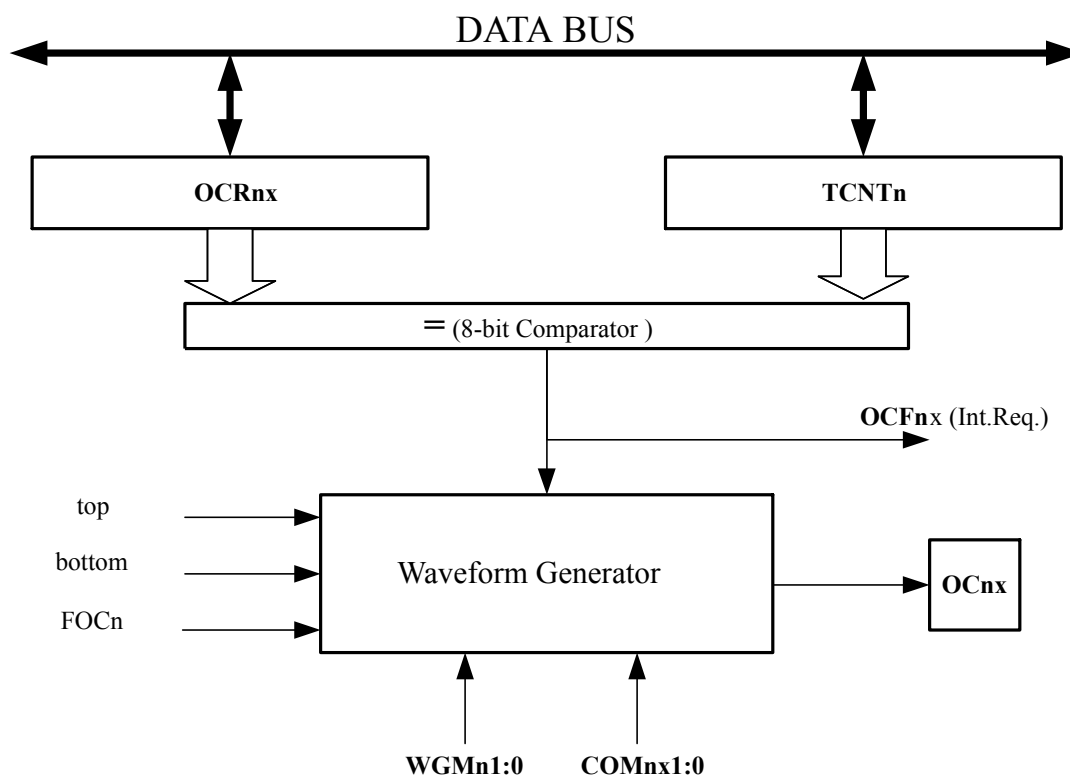 DATA BUS
OCRnx
TCNTn
= (8-bit Comparator )
OCFnx (Int.Req.)
top
bottom
FOCn
Waveform Generator
OCnx
WGMn1:0
COMnx1:0